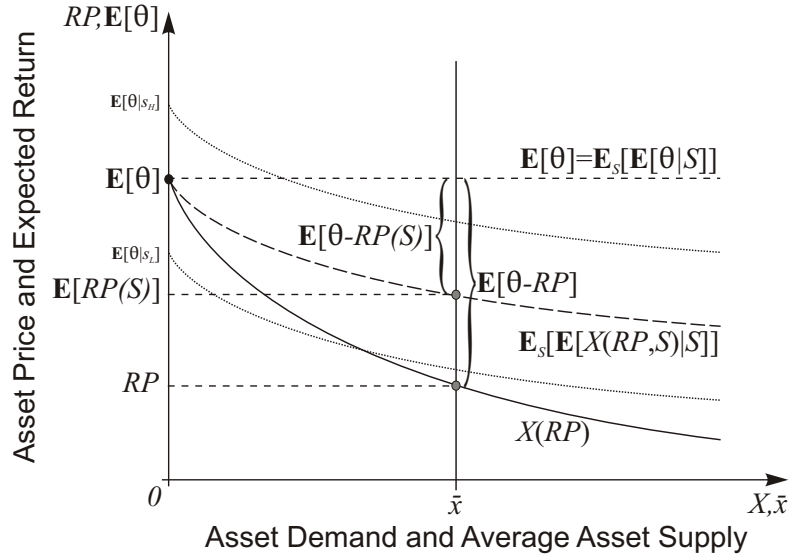 RP,E[θ]
Asset Price and Expected Return
E[θ|s_H]
E[θ]=E_S[E[θ|S]]
E[θ]
E[θ-RP(S)]
E[θ|s_L]
E[θ-RP]
E[RP(S)]
E_S[E[X(RP,S)|S]]
RP
X(RP)
0
x̄
X,x̄
Asset Demand and Average Asset Supply